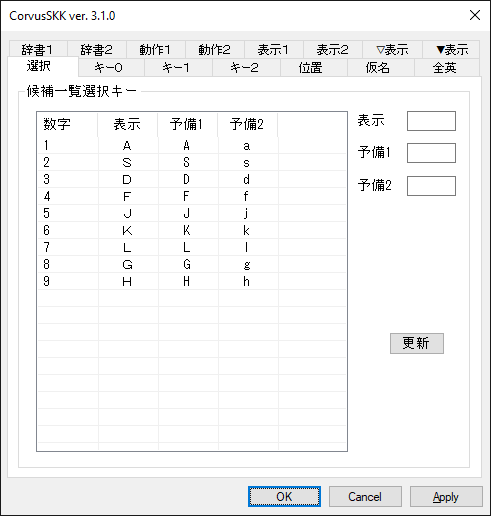 CorvusSKK ver. 3.1.0
辞書1 辞書2 動作1 動作2 表示1 表示2 ▽表示 ▼表示
選択 キー0 キー1 キー2 位置 仮名 全英
候補一覧選択キー
数字 表示 予備1 予備2
1 A A a
2 S S s
3 D D d
4 F F f
5 J J j
6 K K k
7 L L l
8 G G g
9 H H h
表示
予備1
予備2
更新
OK Cancel Apply